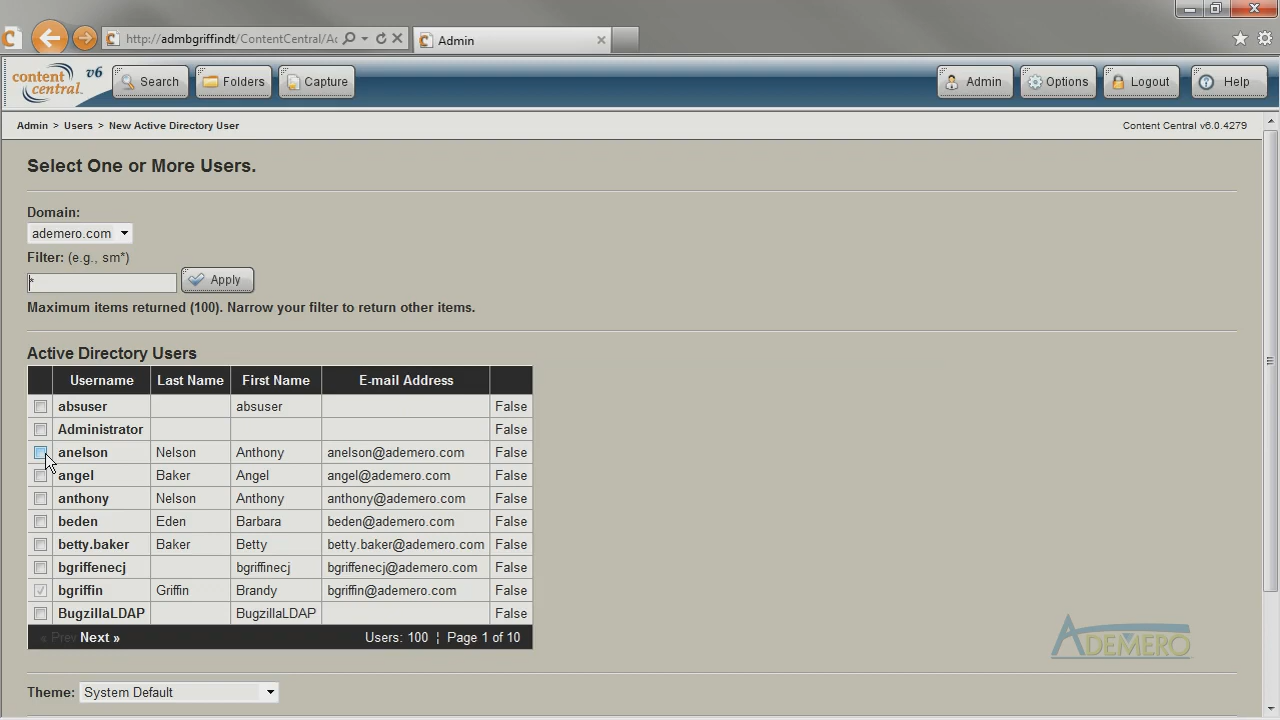 http://admbgriffindt/ContentCentral/Ac
Admin
content central v6
Search
Folders
Capture
Admin
Options
Logout
Help
Admin > Users > New Active Directory User
Content Central v6.0.4279
Select One or More Users.
Domain:
ademero.com
Filter: (e.g., sm*)
*
Apply
Maximum items returned (100). Narrow your filter to return other items.
Active Directory Users
Username Last Name First Name E-mail Address
absuser absuser False
Administrator False
anelson Nelson Anthony anelson@ademero.com False
angel Baker Angel angel@ademero.com False
anthony Nelson Anthony anthony@ademero.com False
beden Eden Barbara beden@ademero.com False
betty.baker Baker Betty betty.baker@ademero.com False
bgriffenecj bgriffinecj bgriffenecj@ademero.com False
bgriffin Griffin Brandy bgriffin@ademero.com False
BugzillaLDAP BugzillaLDAP False
« Prev Next » Users: 100 ¦ Page 1 of 10
ADEMERO
Theme: System Default